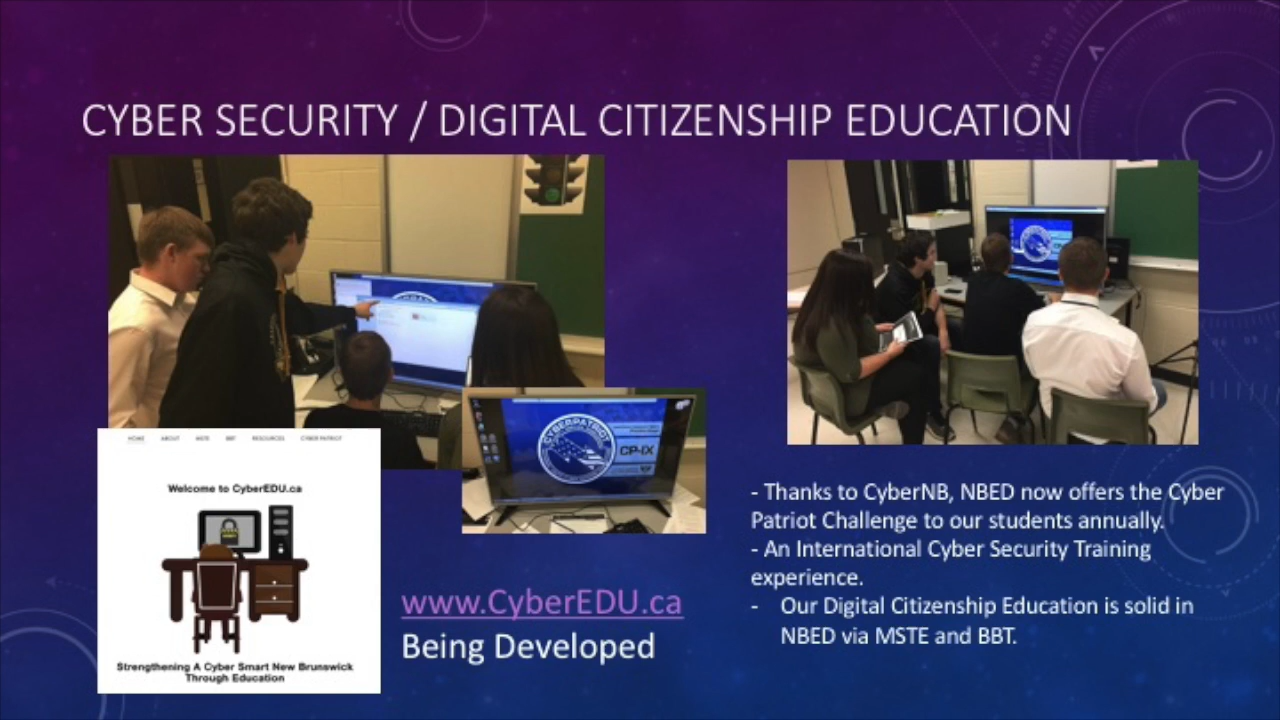 CYBER SECURITY / DIGITAL CITIZENSHIP EDUCATION
CYBERPATRIOT
CP-IX
HOME ABOUT MSTE BBT RESOURCES CYBER PATRIOT
Welcome to CyberEDU.ca
Strengthening A Cyber Smart New Brunswick
Through Education
www.CyberEDU.ca
Being Developed
- Thanks to CyberNB, NBED now offers the Cyber
Patriot Challenge to our students annually.
- An International Cyber Security Training
experience.
- Our Digital Citizenship Education is solid in
NBED via MSTE and BBT.